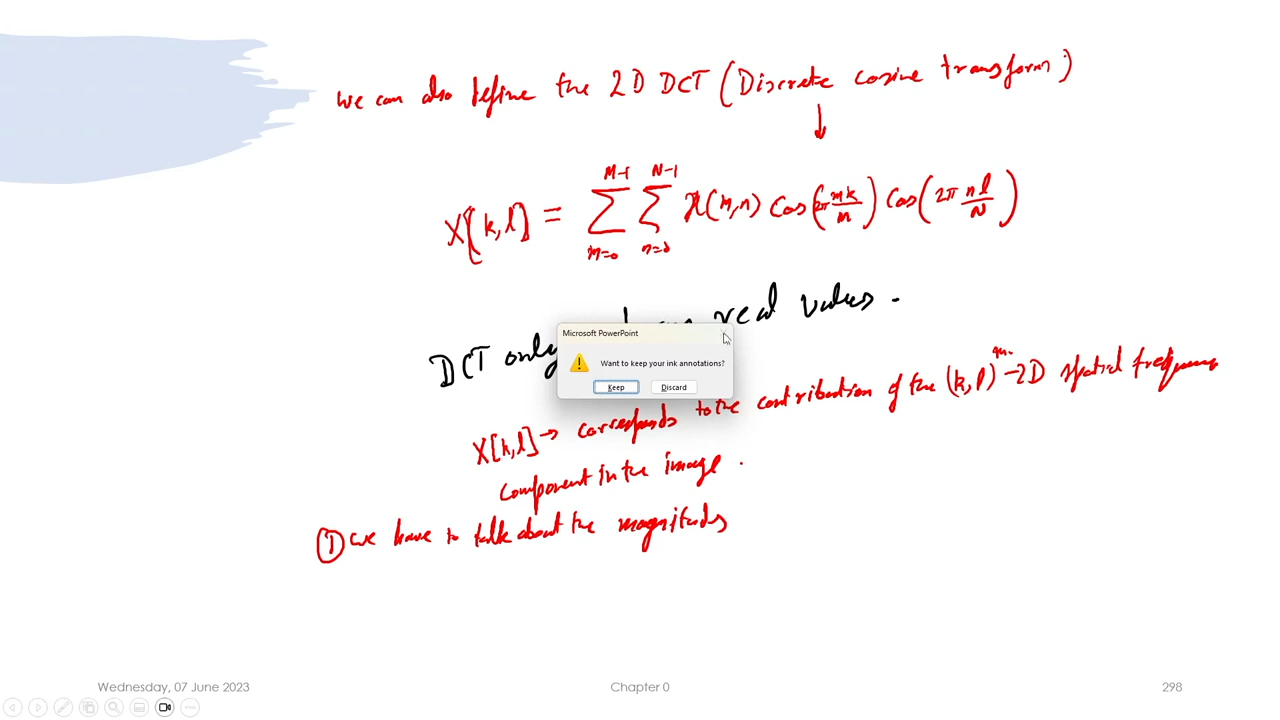 we can also define the 2D DCT (Discrete cosine transform)
X[k,l] = M-1 Σ m=0 N-1 Σ n=0 x(m,n) Cos(2π mk/M) Cos(2π nl/N)
DCT only real values.
Microsoft PowerPoint
Want to keep your ink annotations?
Keep Discard
X[k,l] → corresponds to the contribution of the (k,l) 2D spatial
component in the image.
① we have to talk about the magnitudes
Wednesday, 07 June 2023 Chapter 0 298